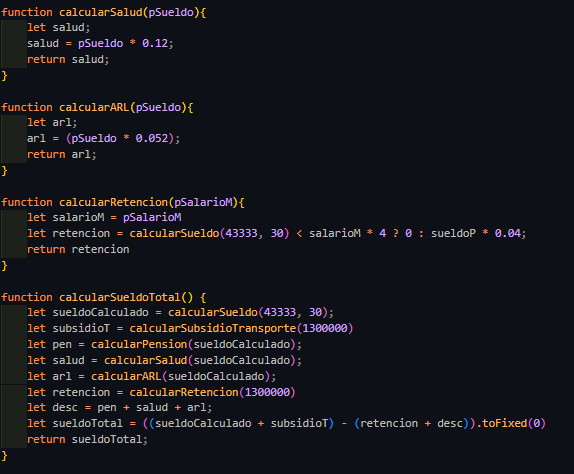 function calcularSalud(pSueldo){
    let salud;
    salud = pSueldo * 0.12;
    return salud;
}

function calcularARL(pSueldo){
    let arl;
    arl = (pSueldo * 0.052);
    return arl;
}

function calcularRetencion(pSalarioM){
    let salarioM = pSalarioM
    let retencion = calcularSueldo(43333, 30) < salarioM * 4 ? 0 : sueldoP * 0.04;
    return retencion
}

function calcularSueldoTotal() {
    let sueldoCalculado = calcularSueldo(43333, 30);
    let subsidioT = calcularSubsidioTransporte(1300000)
    let pen = calcularPension(sueldoCalculado);
    let salud = calcularSalud(sueldoCalculado);
    let arl = calcularARL(sueldoCalculado);
    let retencion = calcularRetencion(1300000)
    let desc = pen + salud + arl;
    let sueldoTotal = ((sueldoCalculado + subsidioT) - (retencion + desc)).toFixed(0)
    return sueldoTotal;
}